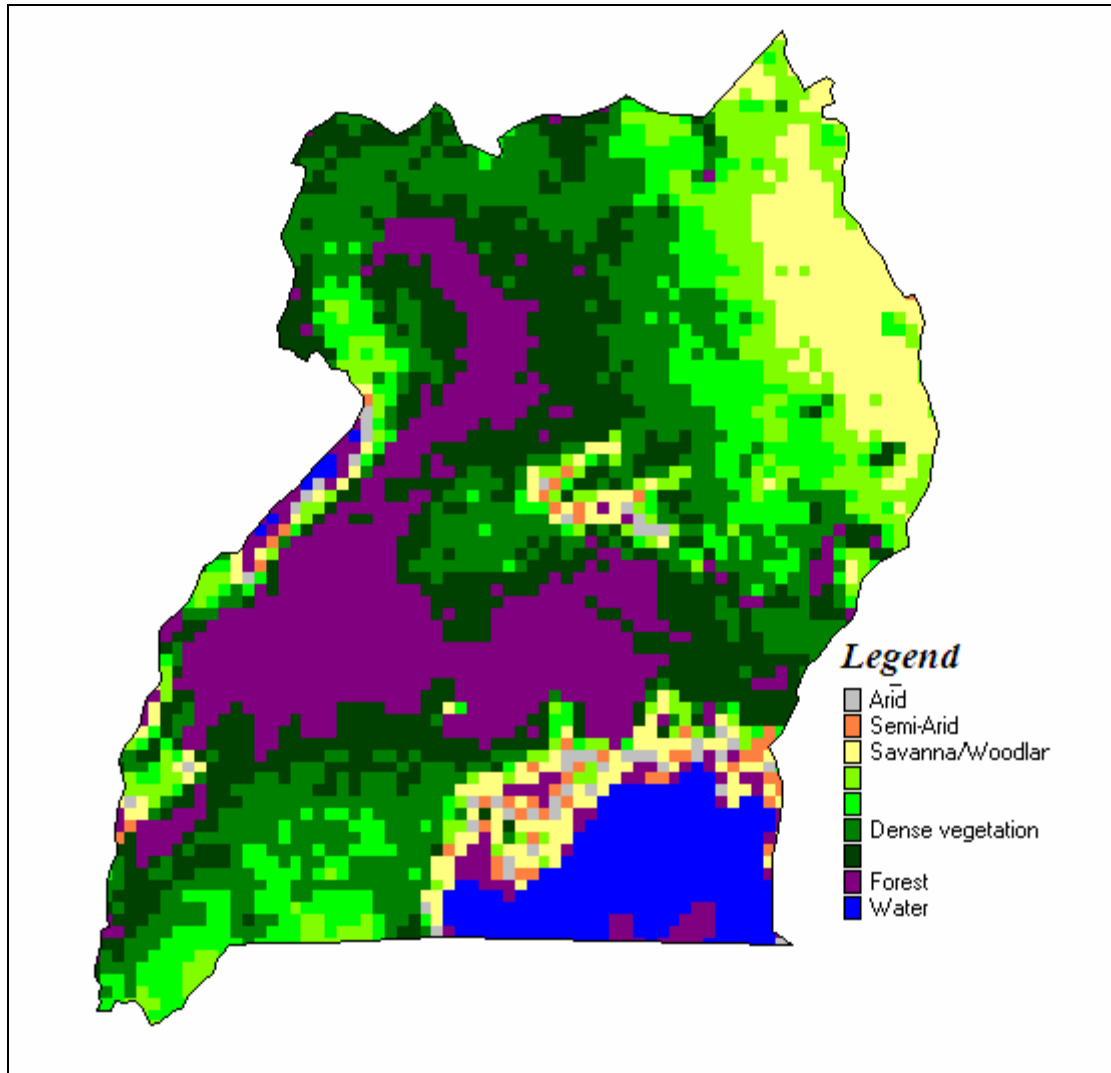 Legend
Arid
Semi-Arid
Savanna/Woodlar
Dense vegetation
Forest
Water